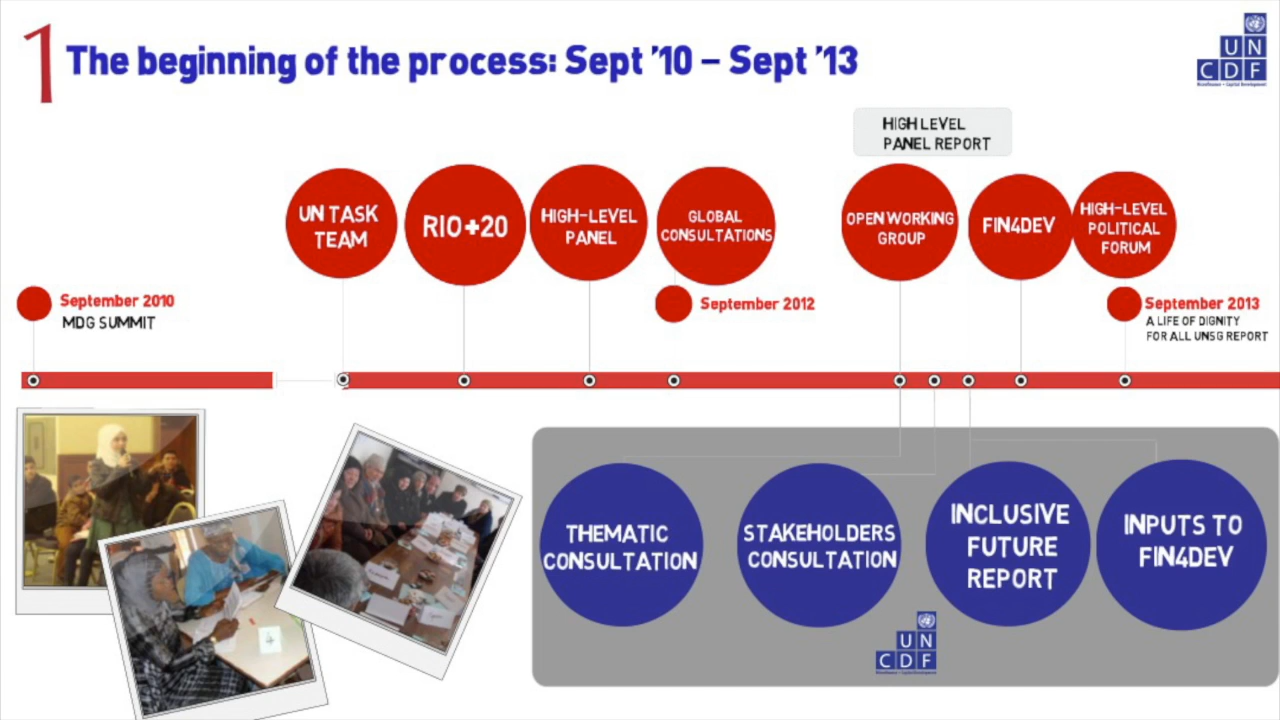 1 The beginning of the process: Sept '10 – Sept '13
UN
CDF
HIGH LEVEL
PANEL REPORT
UN TASK
TEAM
RIO+20
HIGH-LEVEL
PANEL
GLOBAL
CONSULTATIONS
OPEN WORKING
GROUP
FIN4DEV
HIGH-LEVEL
POLITICAL
FORUM
September 2010
MDG SUMMIT
September 2012
September 2013
A LIFE OF DIGNITY
FOR ALL UNSG REPORT
THEMATIC
CONSULTATION
STAKEHOLDERS
CONSULTATION
INCLUSIVE
FUTURE
REPORT
INPUTS TO
FIN4DEV
4
UN
CDF